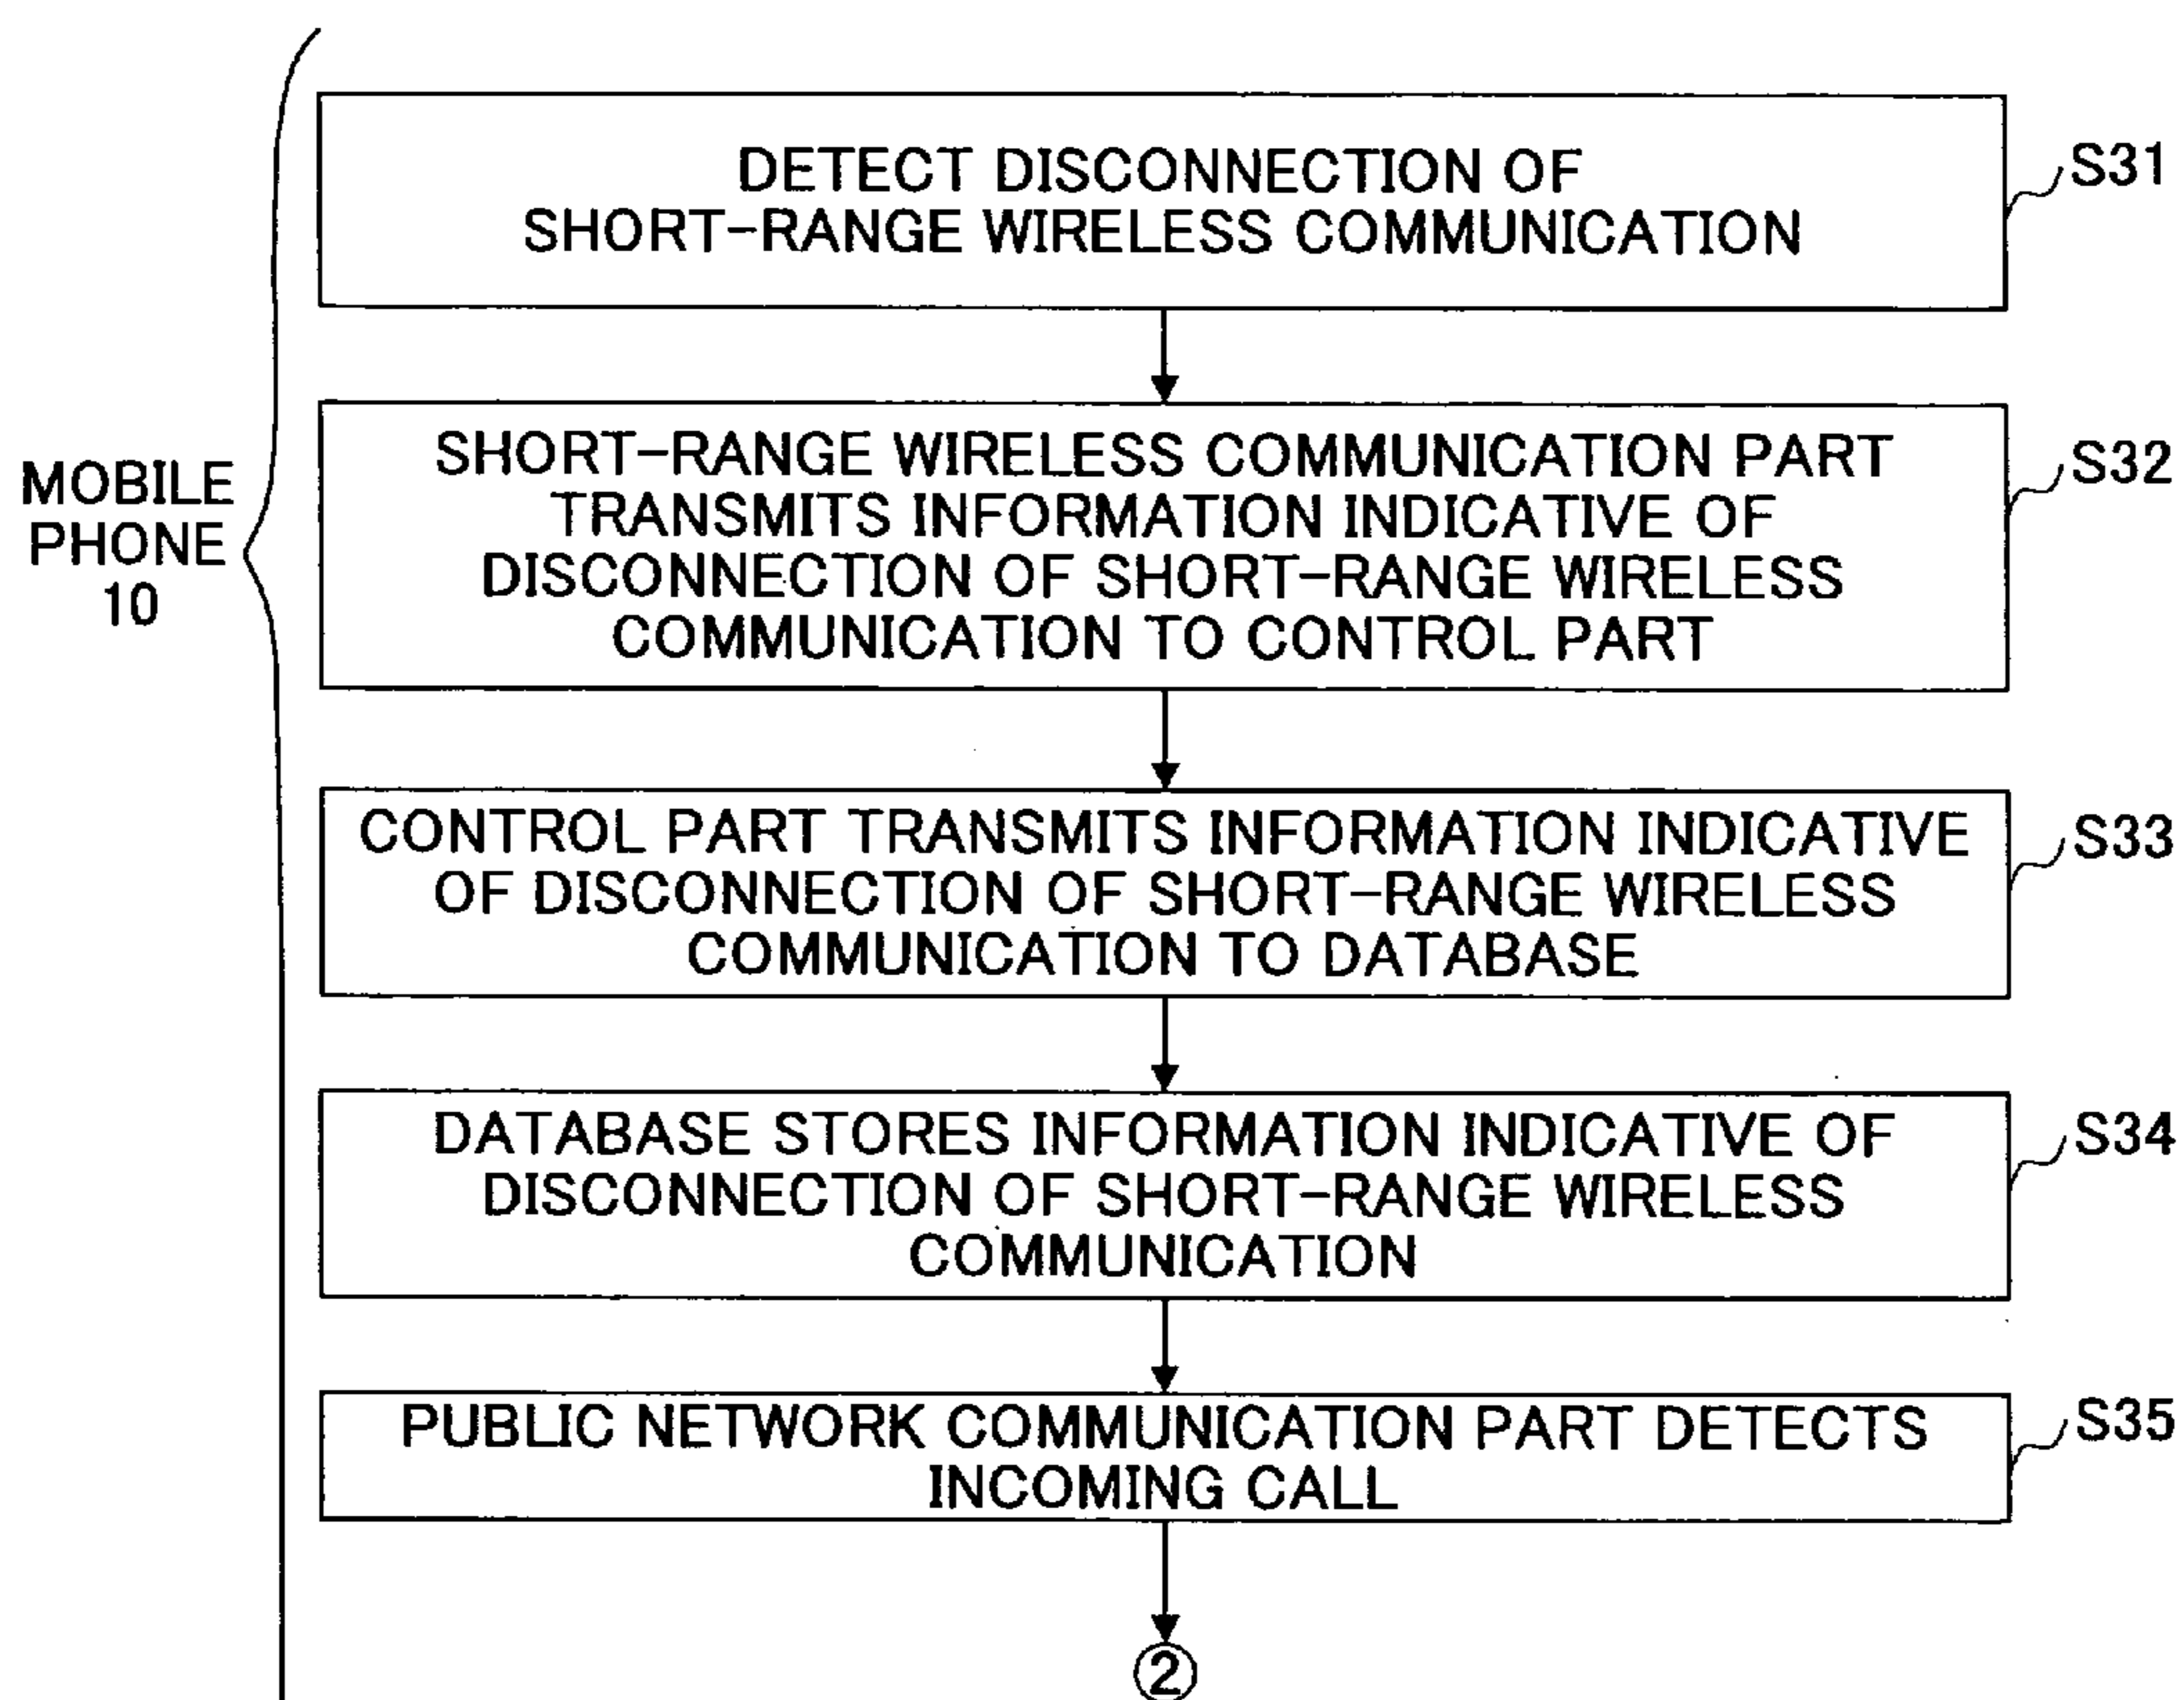 DETECT DISCONNECTION OF
SHORT-RANGE WIRELESS COMMUNICATION
S31
MOBILE
PHONE
10
SHORT-RANGE WIRELESS COMMUNICATION PART
TRANSMITS INFORMATION INDICATIVE OF
DISCONNECTION OF SHORT-RANGE WIRELESS
COMMUNICATION TO CONTROL PART
S32
CONTROL PART TRANSMITS INFORMATION INDICATIVE
OF DISCONNECTION OF SHORT-RANGE WIRELESS
COMMUNICATION TO DATABASE
S33
DATABASE STORES INFORMATION INDICATIVE OF
DISCONNECTION OF SHORT-RANGE WIRELESS
COMMUNICATION
S34
PUBLIC NETWORK COMMUNICATION PART DETECTS
INCOMING CALL
S35
②